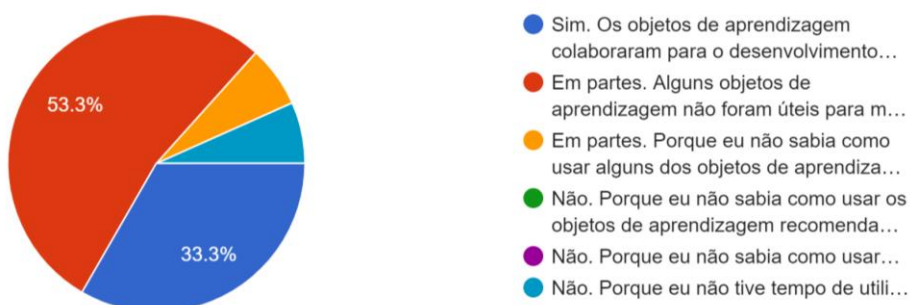 53.3%
33.3%
Sim. Os objetos de aprendizagem
colaboraram para o desenvolvimento…
Em partes. Alguns objetos de
aprendizagem não foram úteis para m…
Em partes. Porque eu não sabia como
usar alguns dos objetos de aprendiza…
Não. Porque eu não sabia como usar os
objetos de aprendizagem recomenda…
Não. Porque eu não sabia como usar…
Não. Porque eu não tive tempo de utili…